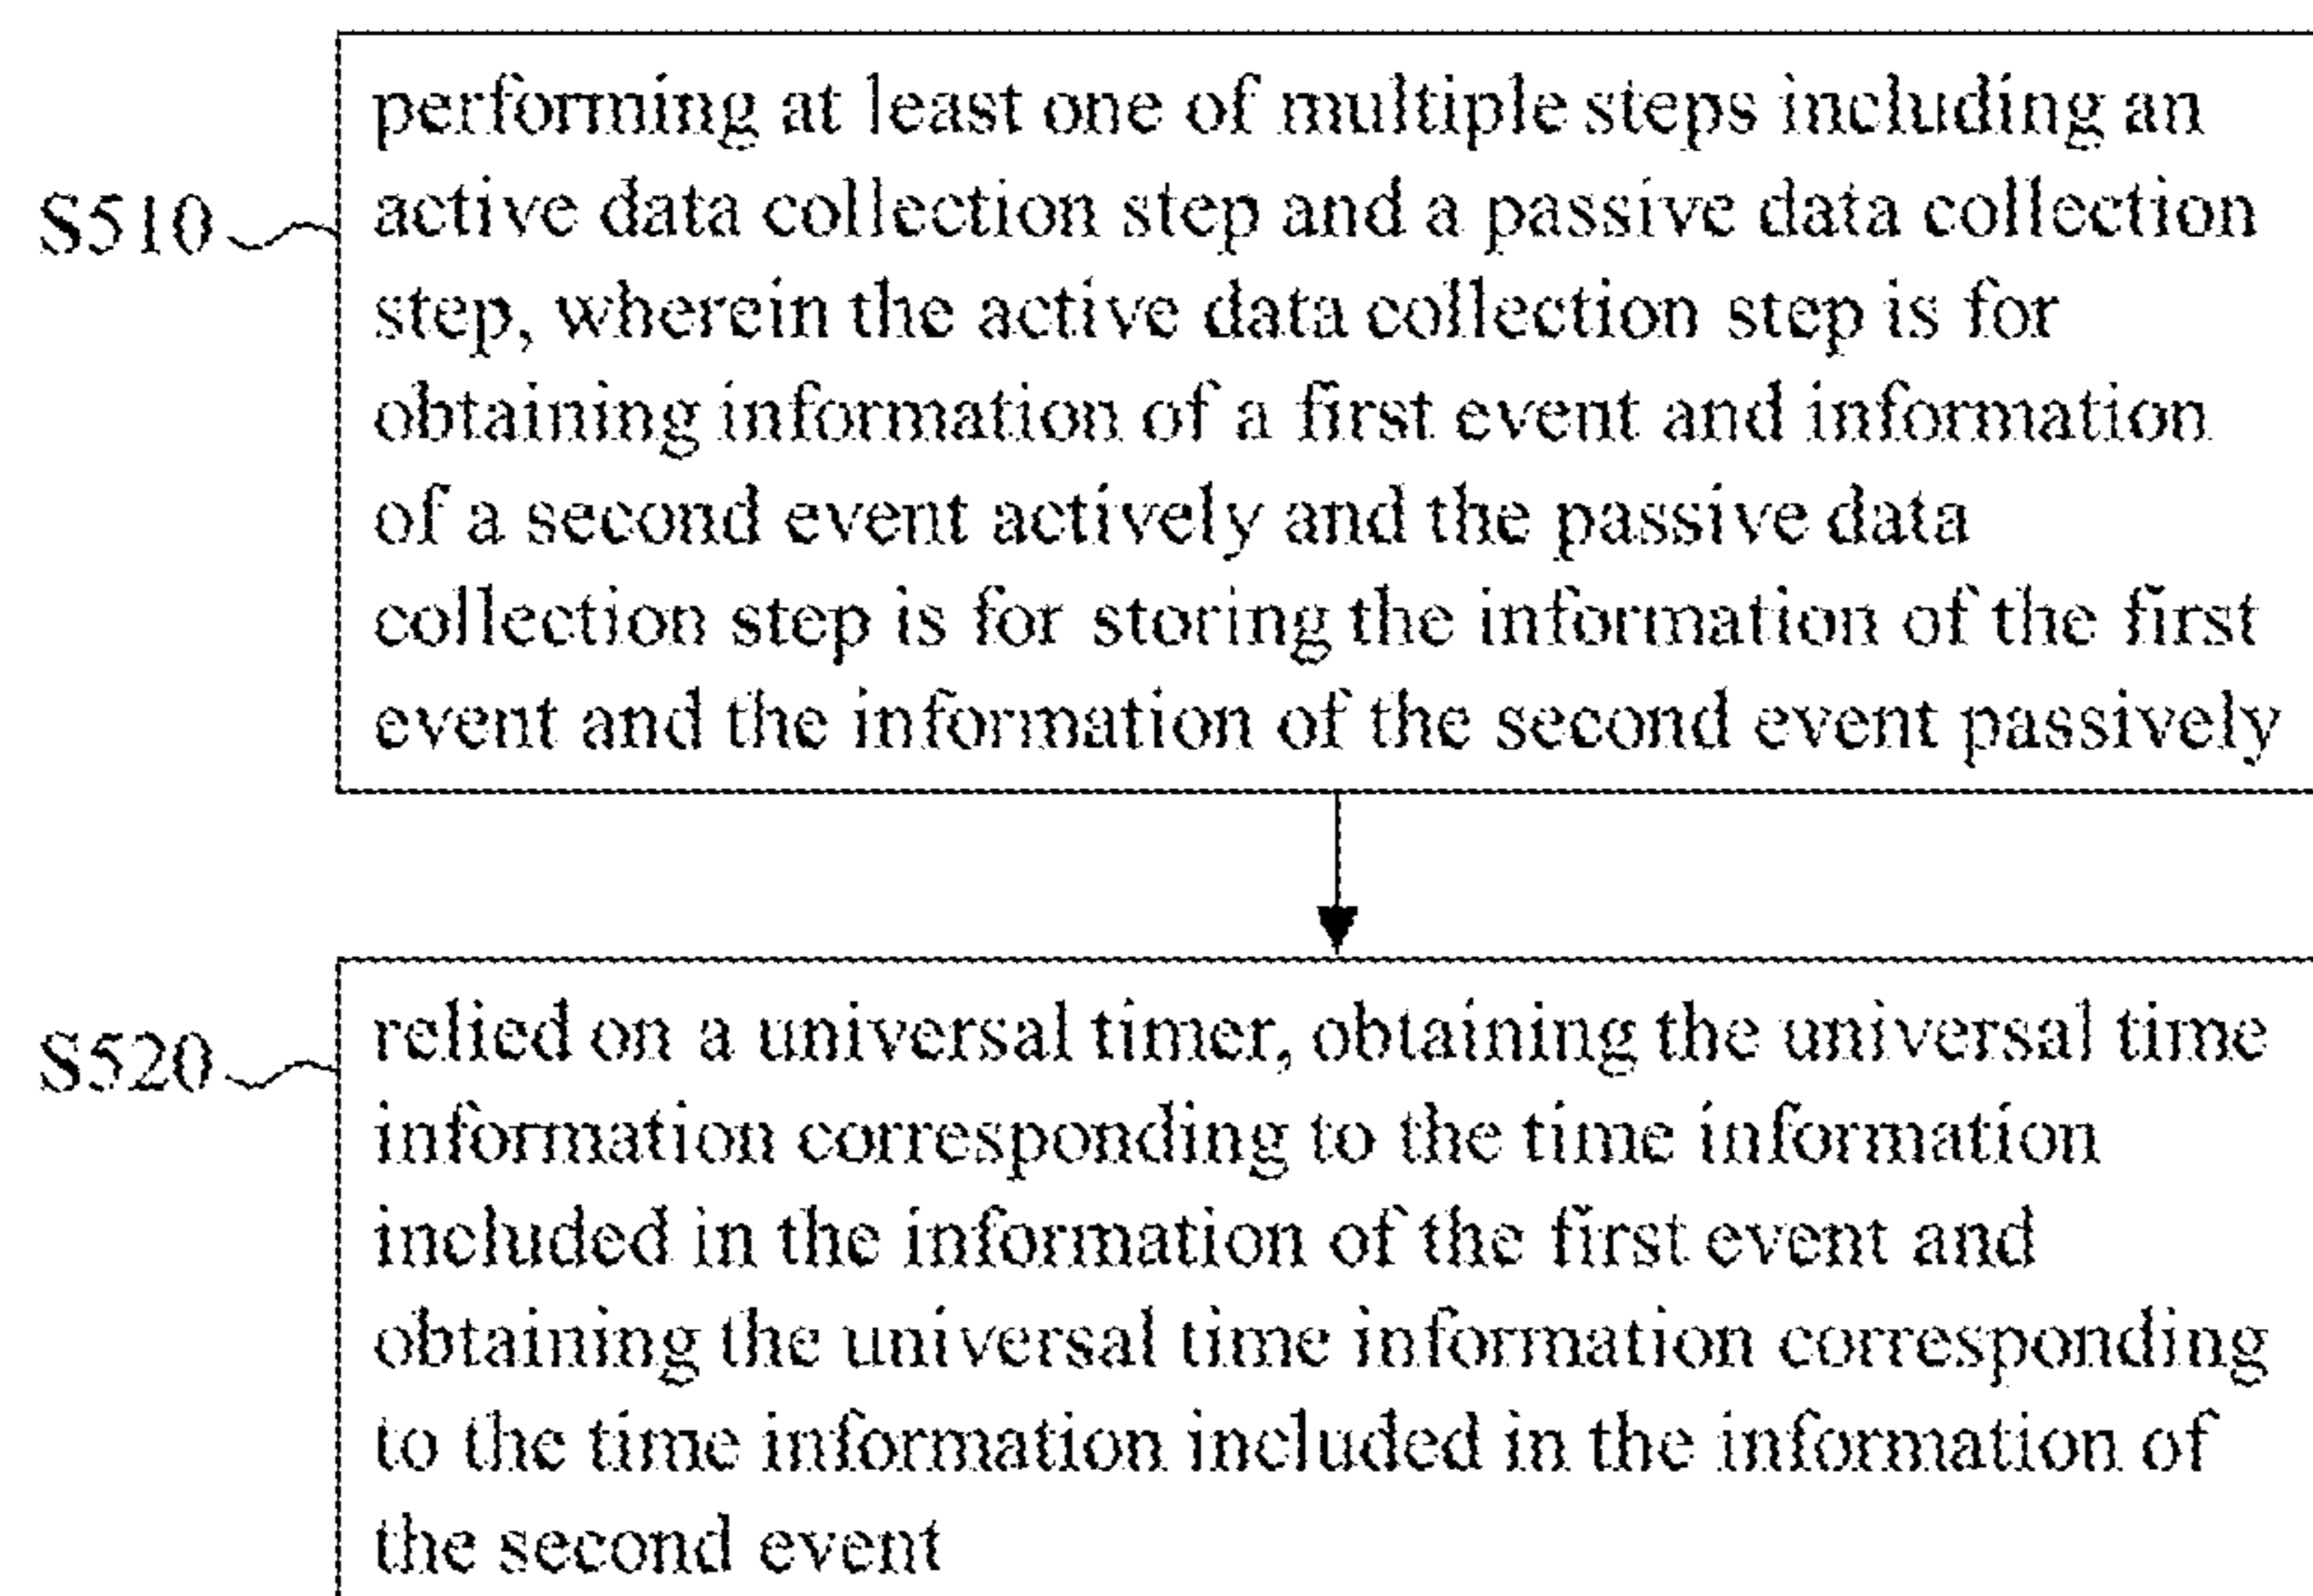 performing at least one of multiple steps including an
S510 active data collection step and a passive data collection
step, wherein the active data collection step is for
obtaining information of a first event and information
of a second event actively and the passive data
collection step is for storing the information of the first
event and the information of the second event passively
S520 relied on a universal timer, obtaining the universal time
information corresponding to the time information
included in the information of the first event and
obtaining the universal time information corresponding
to the time information included in the information of
the second event